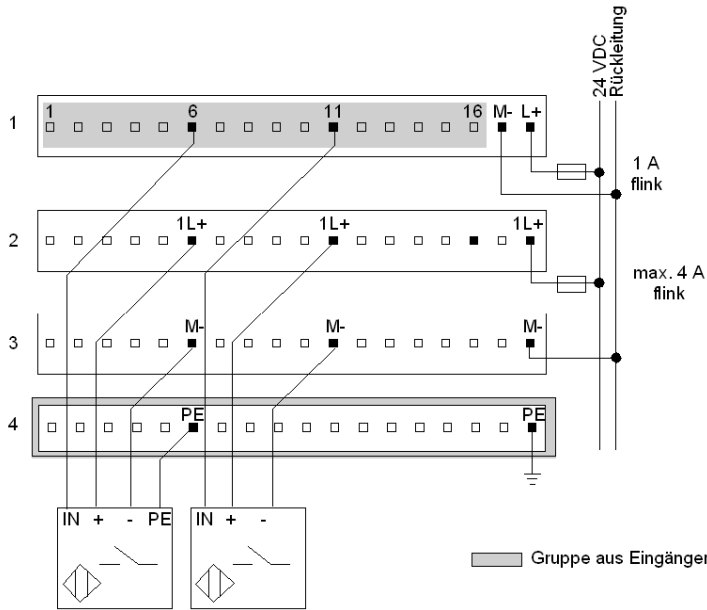 24 VDC
Rückleitung
1 6 11 16 M- L+
1
1 A
flink
1L+ 1L+ 1L+
2
max. 4 A
flink
M- M- M-
3
PE PE
4
IN + - PE IN + -
Gruppe aus Eingänger